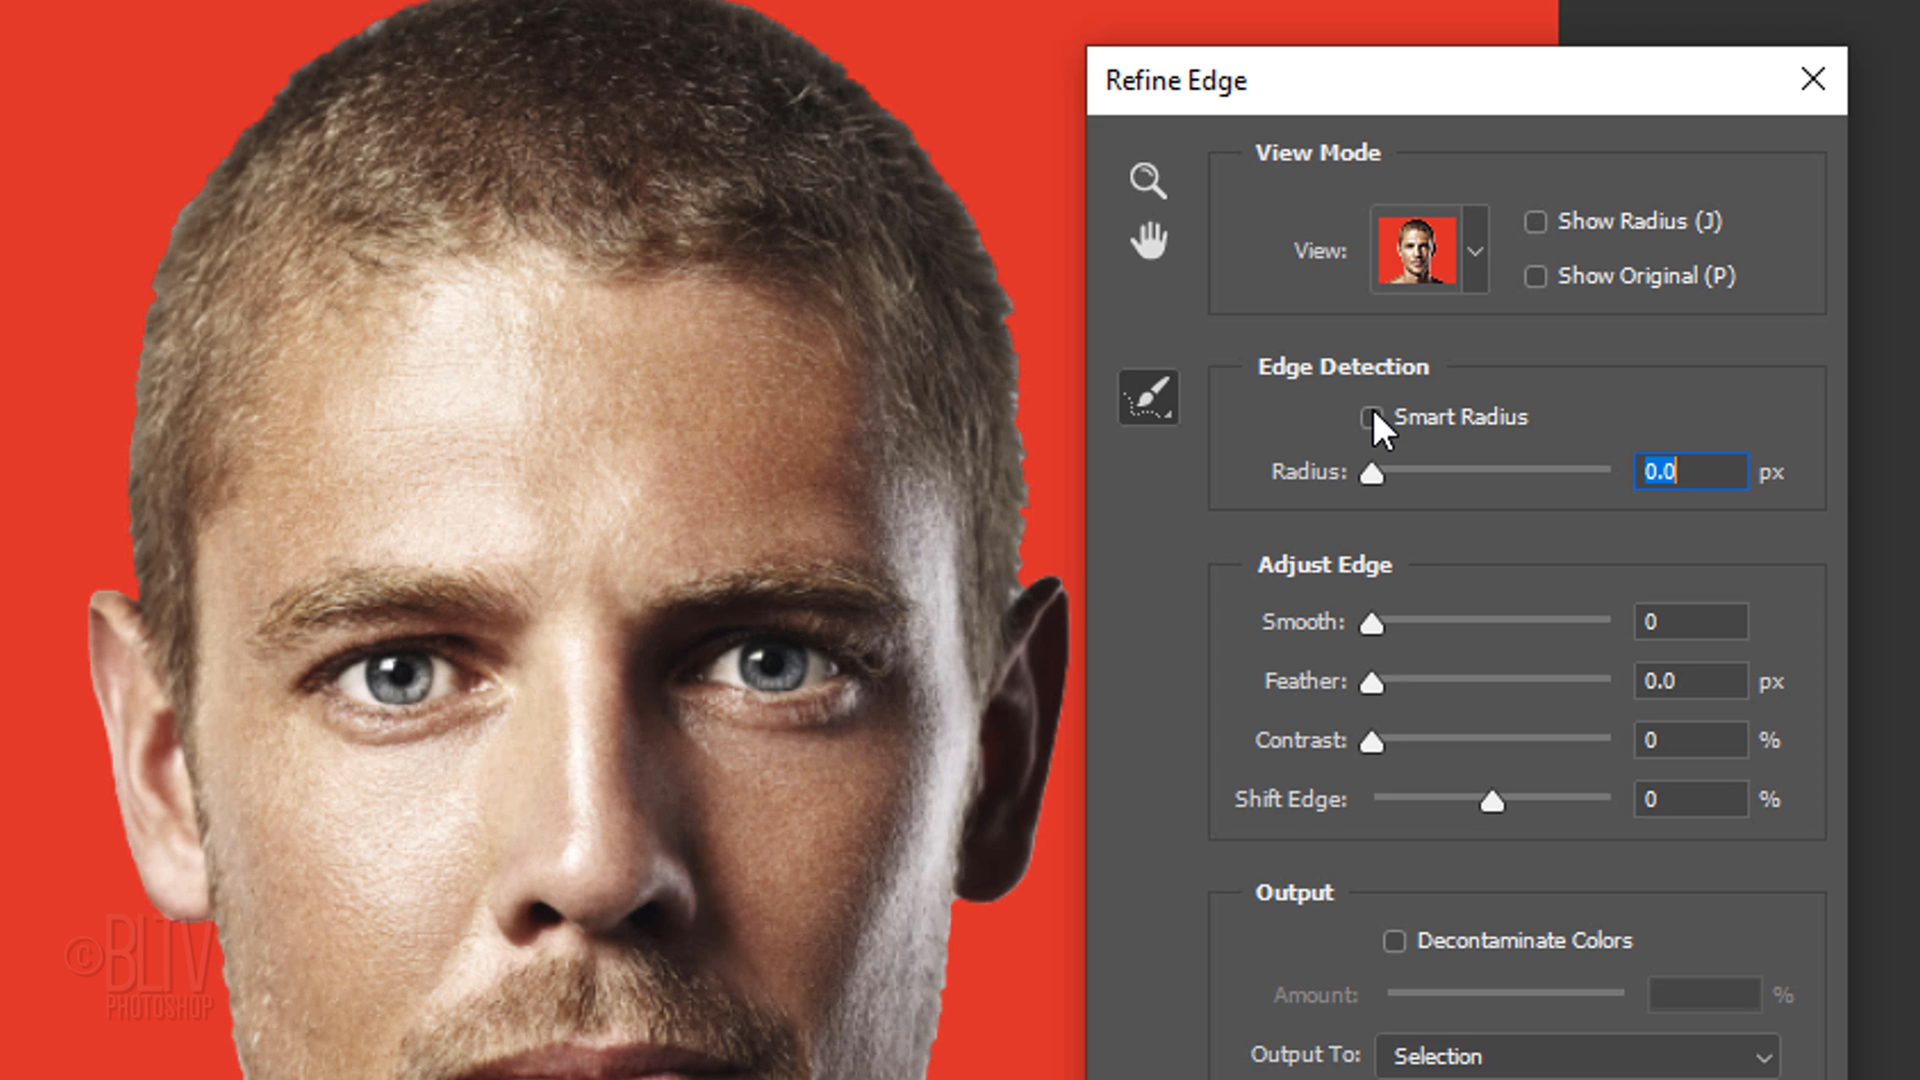 Refine Edge
View Mode
View:
Show Radius (J)
Show Original (P)
Edge Detection
Smart Radius
Radius: 0.0 px
Adjust Edge
Smooth: 0
Feather: 0.0 px
Contrast: 0 %
Shift Edge: 0 %
Output
Decontaminate Colors
Amount: %
Output To: Selection
©BLTV
PHOTOSHOP